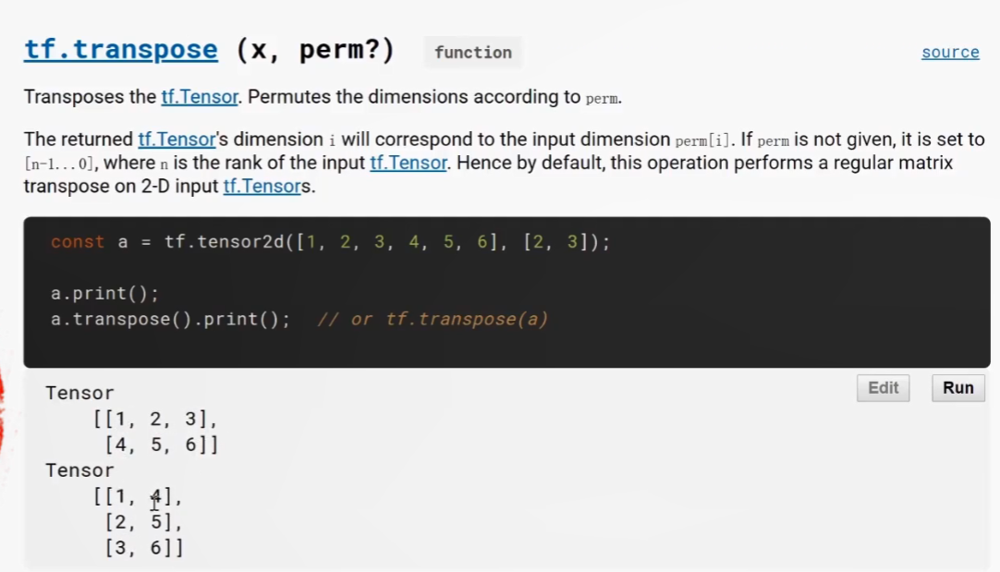 tf.transpose (x, perm?) function source
Transposes the tf.Tensor. Permutes the dimensions according to perm.
The returned tf.Tensor's dimension i will correspond to the input dimension perm[i]. If perm is not given, it is set to
[n-1...0], where n is the rank of the input tf.Tensor. Hence by default, this operation performs a regular matrix
transpose on 2-D input tf.Tensors.
const a = tf.tensor2d([1, 2, 3, 4, 5, 6], [2, 3]);
a.print();
a.transpose().print(); // or tf.transpose(a)
Edit Run
Tensor
[[1, 2, 3],
[4, 5, 6]]
Tensor
[[1, 4],
[2, 5],
[3, 6]]